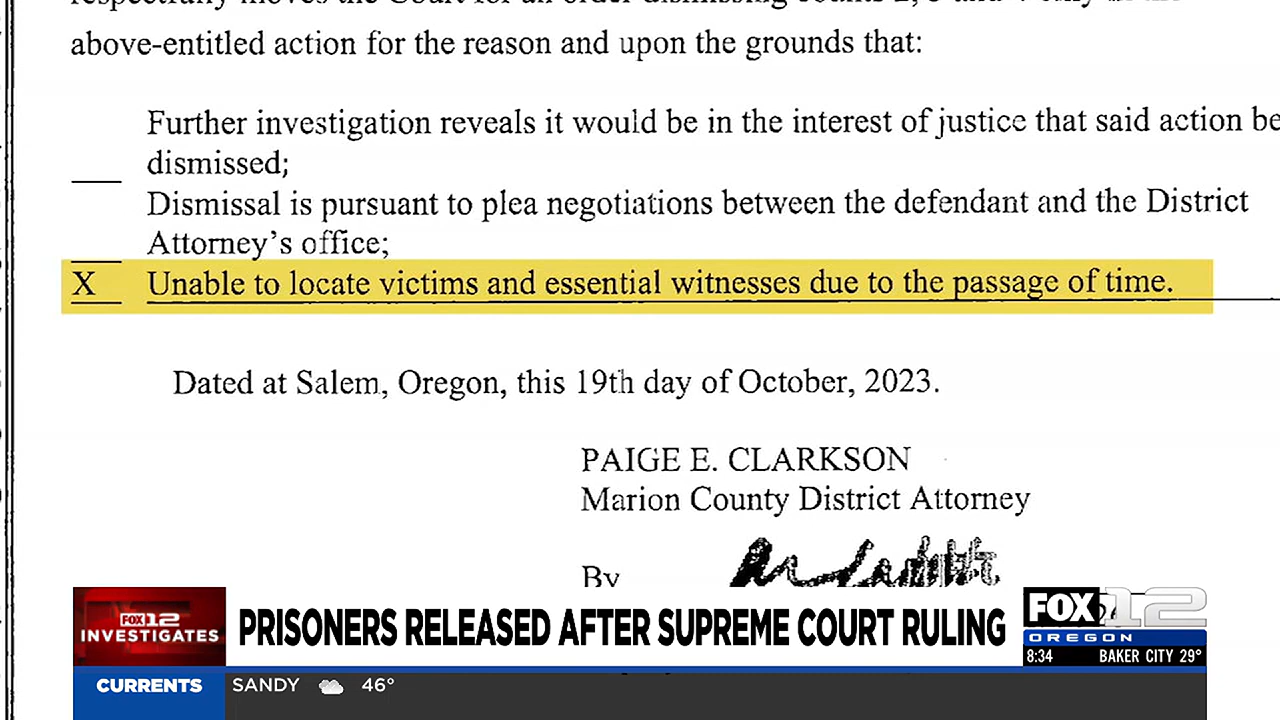 above-entitled action for the reason and upon the grounds that:
Further investigation reveals it would be in the interest of justice that said action be
dismissed;
Dismissal is pursuant to plea negotiations between the defendant and the District
Attorney's office;
X Unable to locate victims and essential witnesses due to the passage of time.
Dated at Salem, Oregon, this 19th day of October, 2023.
PAIGE E. CLARKSON
Marion County District Attorney
By
FOX 12
INVESTIGATES
PRISONERS RELEASED AFTER SUPREME COURT RULING
FOX 12
OREGON
8:34 BAKER CITY 29°
CURRENTS SANDY 46°